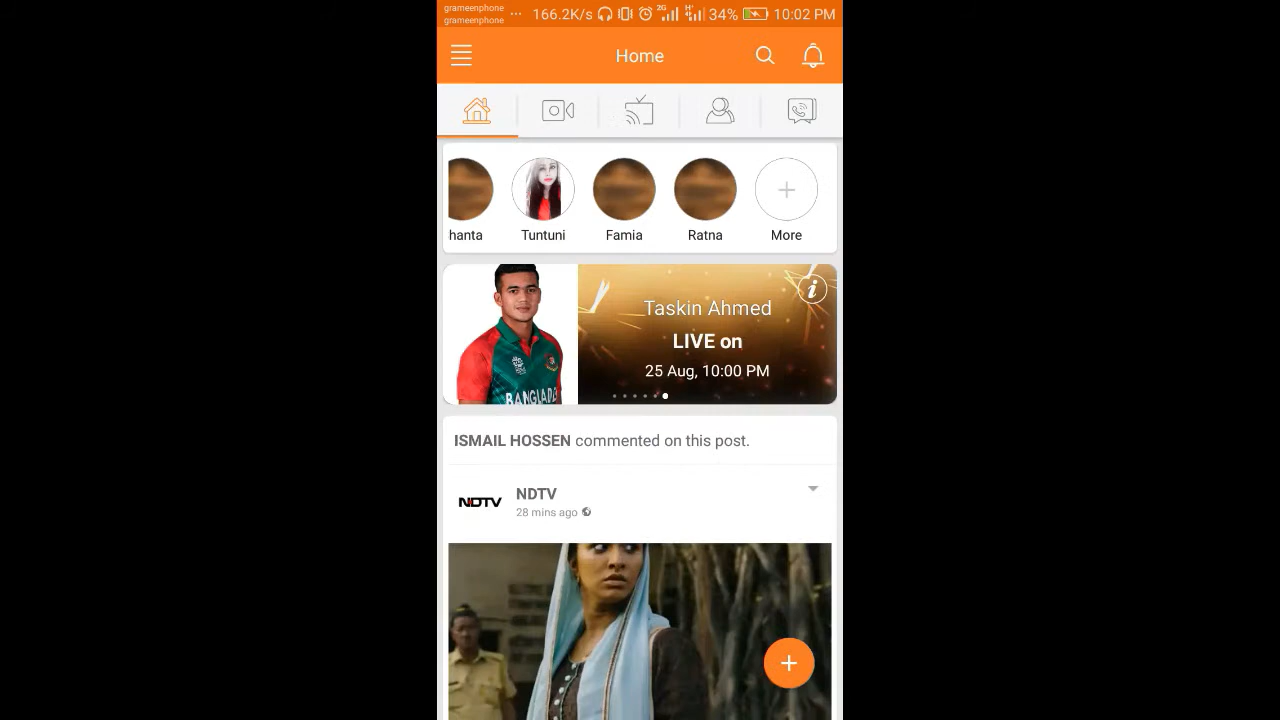 grameenphone
grameenphone
... 166.2K/s 2G H+ 34% 10:02 PM
Home
hanta Tuntuni Famia Ratna More
Taskin Ahmed
LIVE on
25 Aug, 10:00 PM
BANGLADE
ISMAIL HOSSEN commented on this post.
NDTV NDTV
28 mins ago